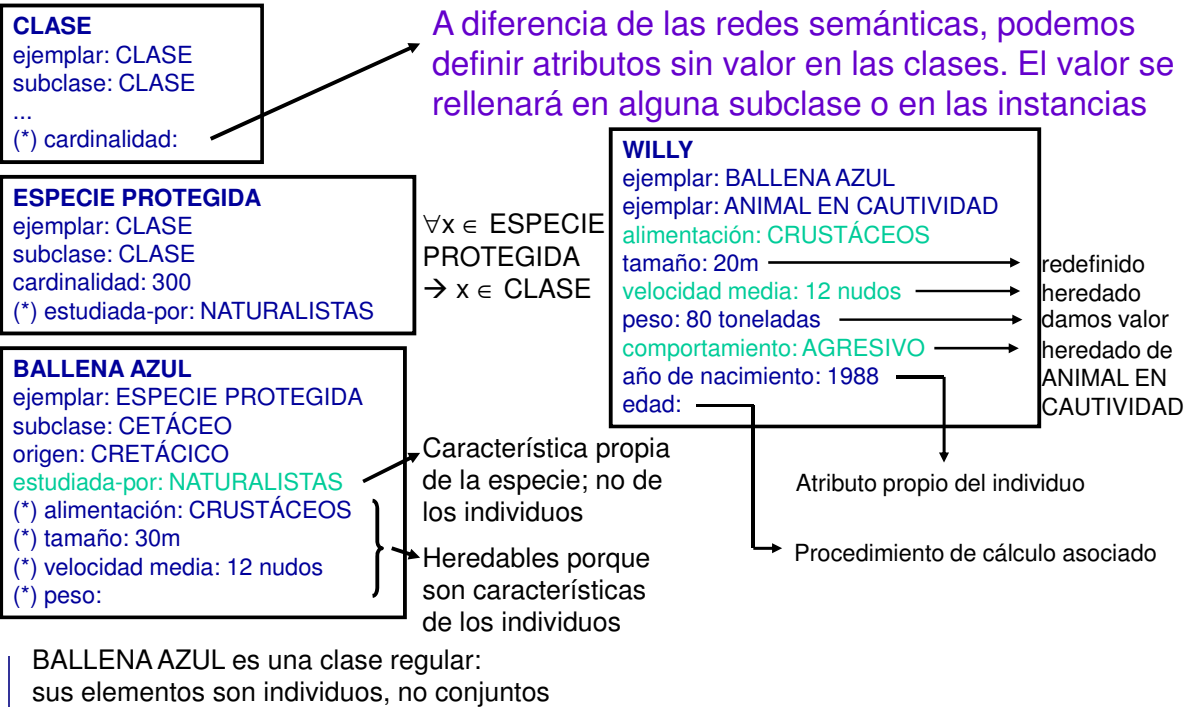 CLASE
ejemplar: CLASE
subclase: CLASE
...
(*) cardinalidad:
A diferencia de las redes semánticas, podemos
definir atributos sin valor en las clases. El valor se
rellenará en alguna subclase o en las instancias
ESPECIE PROTEGIDA
ejemplar: CLASE
subclase: CLASE
cardinalidad: 300
(*) estudiada-por: NATURALISTAS
∀x ∈ ESPECIE
PROTEGIDA
→ x ∈ CLASE
WILLY
ejemplar: BALLENA AZUL
ejemplar: ANIMAL EN CAUTIVIDAD
alimentación: CRUSTÁCEOS
tamaño: 20m
velocidad media: 12 nudos
peso: 80 toneladas
comportamiento: AGRESIVO
año de nacimiento: 1988
edad:
redefinido
heredado
damos valor
heredado de
ANIMAL EN
CAUTIVIDAD
BALLENA AZUL
ejemplar: ESPECIE PROTEGIDA
subclase: CETÁCEO
origen: CRETÁCICO
estudiada-por: NATURALISTAS
(*) alimentación: CRUSTÁCEOS
(*) tamaño: 30m
(*) velocidad media: 12 nudos
(*) peso:
Característica propia
de la especie; no de
los individuos
Heredables porque
son características
de los individuos
Atributo propio del individuo
Procedimiento de cálculo asociado
BALLENA AZUL es una clase regular:
sus elementos son individuos, no conjuntos